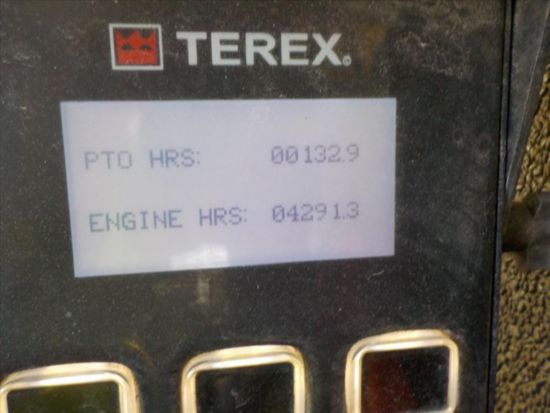 TEREX®
PTO HRS: 00132.9
ENGINE HRS: 04291.3